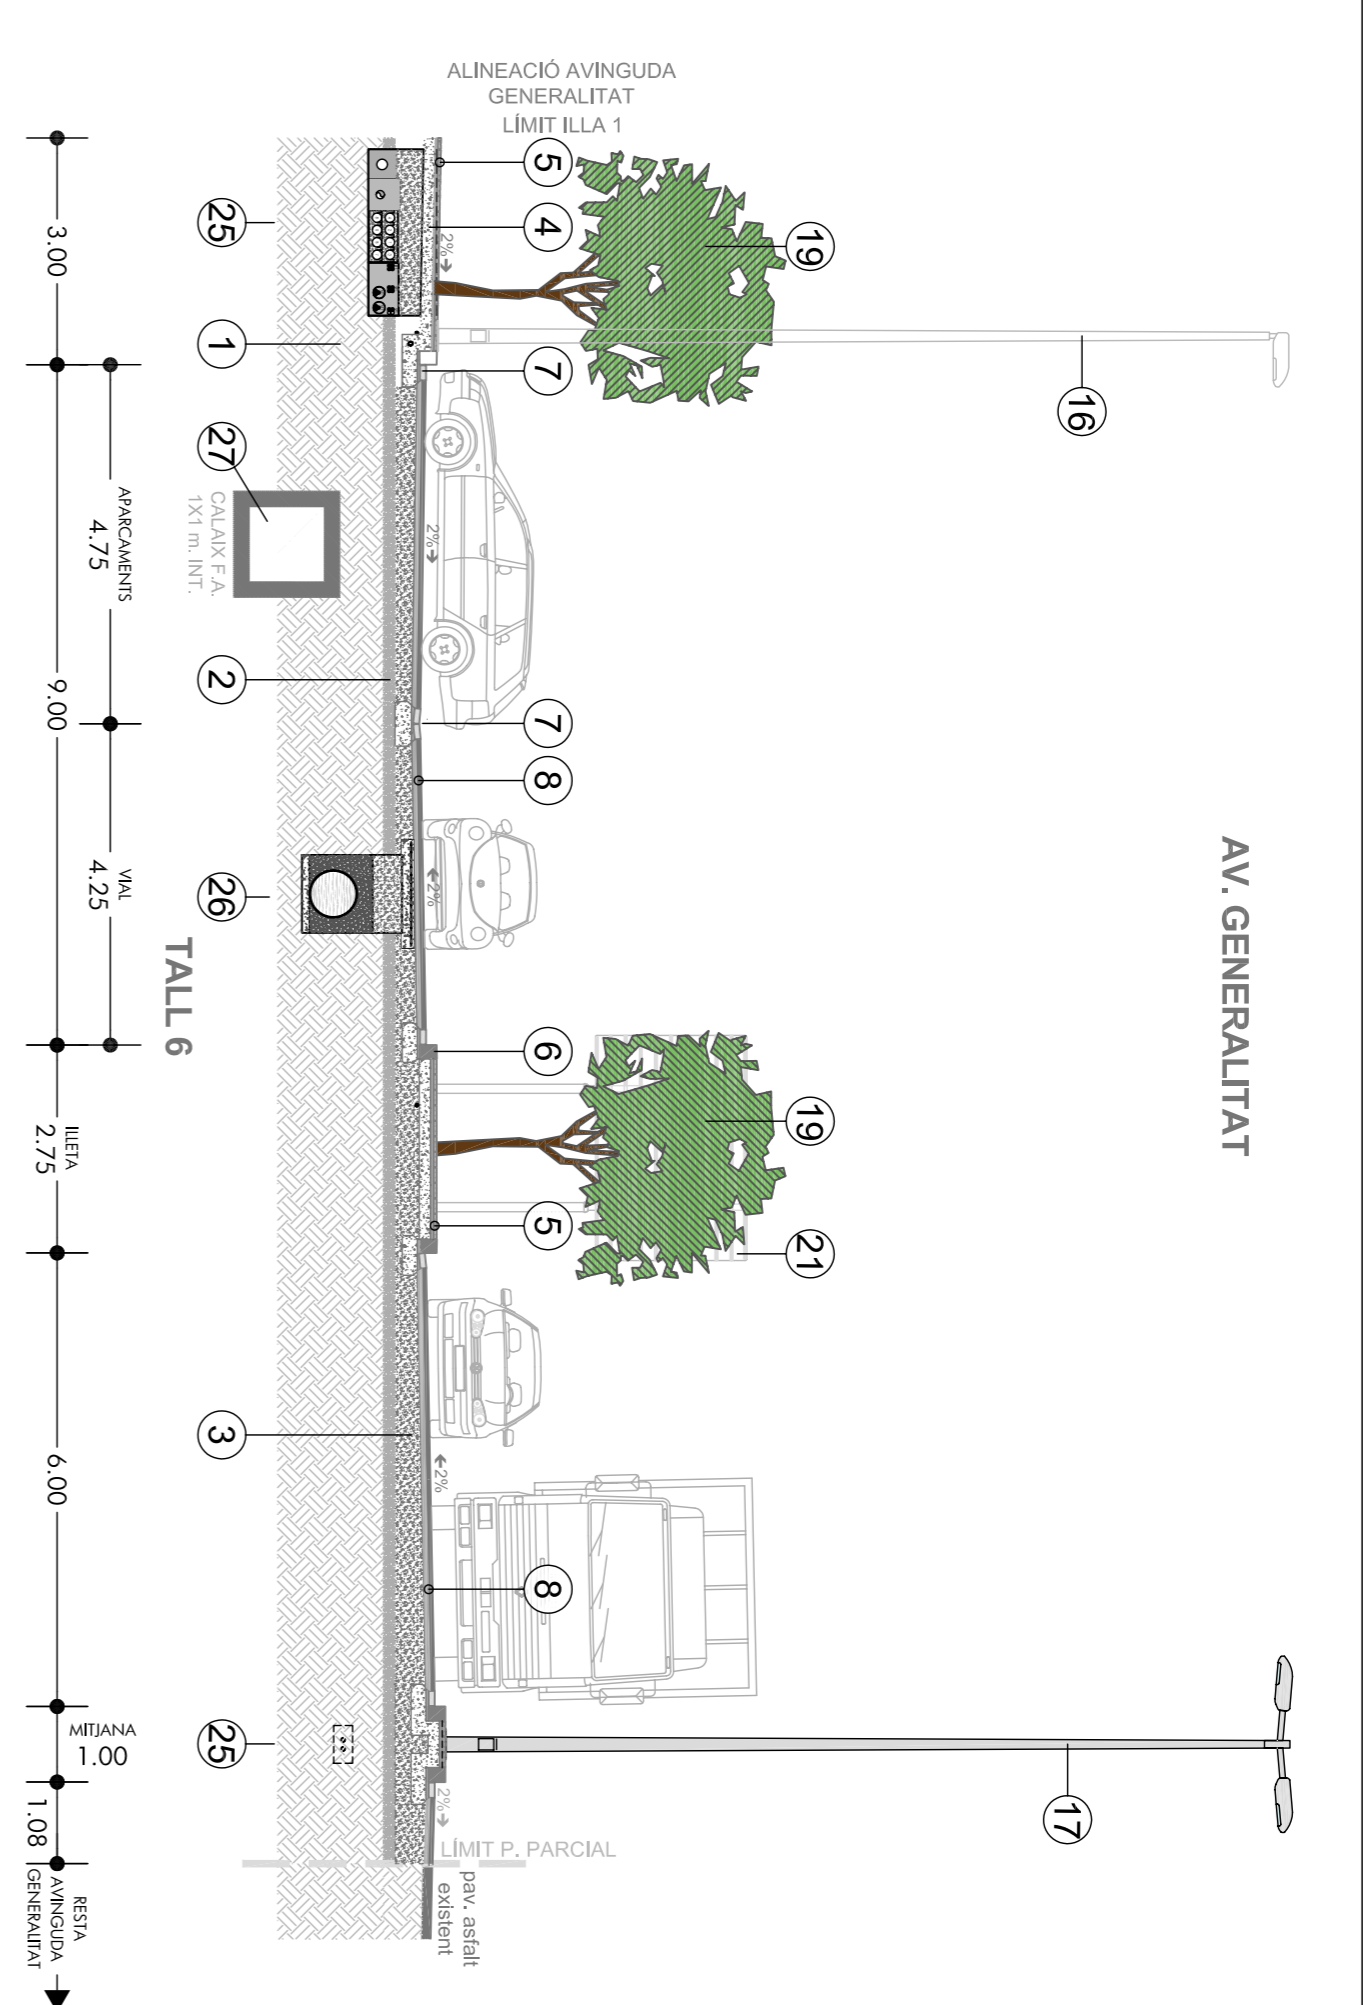 AV. GENERALITAT
16
17
19
19
21
ALINEACIÓ AVINGUDA
GENERALITAT
LÍMIT ILLA 1
5
4
7
7
8
6
5
8
2%
2%
2%
2%
2%
LÍMIT P. PARCIAL
pav. asfalt
existent
25
1
27
2
26
3
25
CALAIX F.A.
1X1 m. INT.
TALL 6
APARCAMENTS
4.75
VIAL
4.25
3.00
9.00
ILLETA
2.75
6.00
MITJANA
1.00
1.08
RESTA
AVINGUDA
GENERALITAT